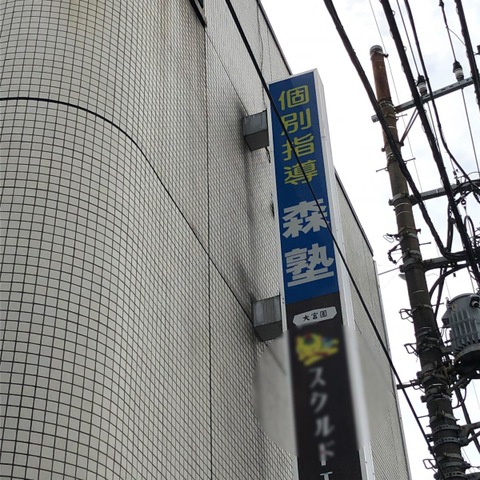 個別指導
森塾
大宮園
スクルド